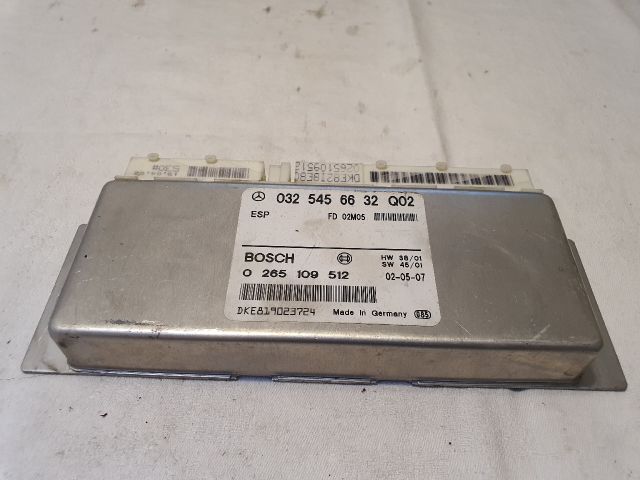 032 545 66 32 Q02
ESP FD 02M05
BOSCH HW 38/01
SW 45/01
0 265 109 512 02-05-07
DKE819023724 Made in Germany